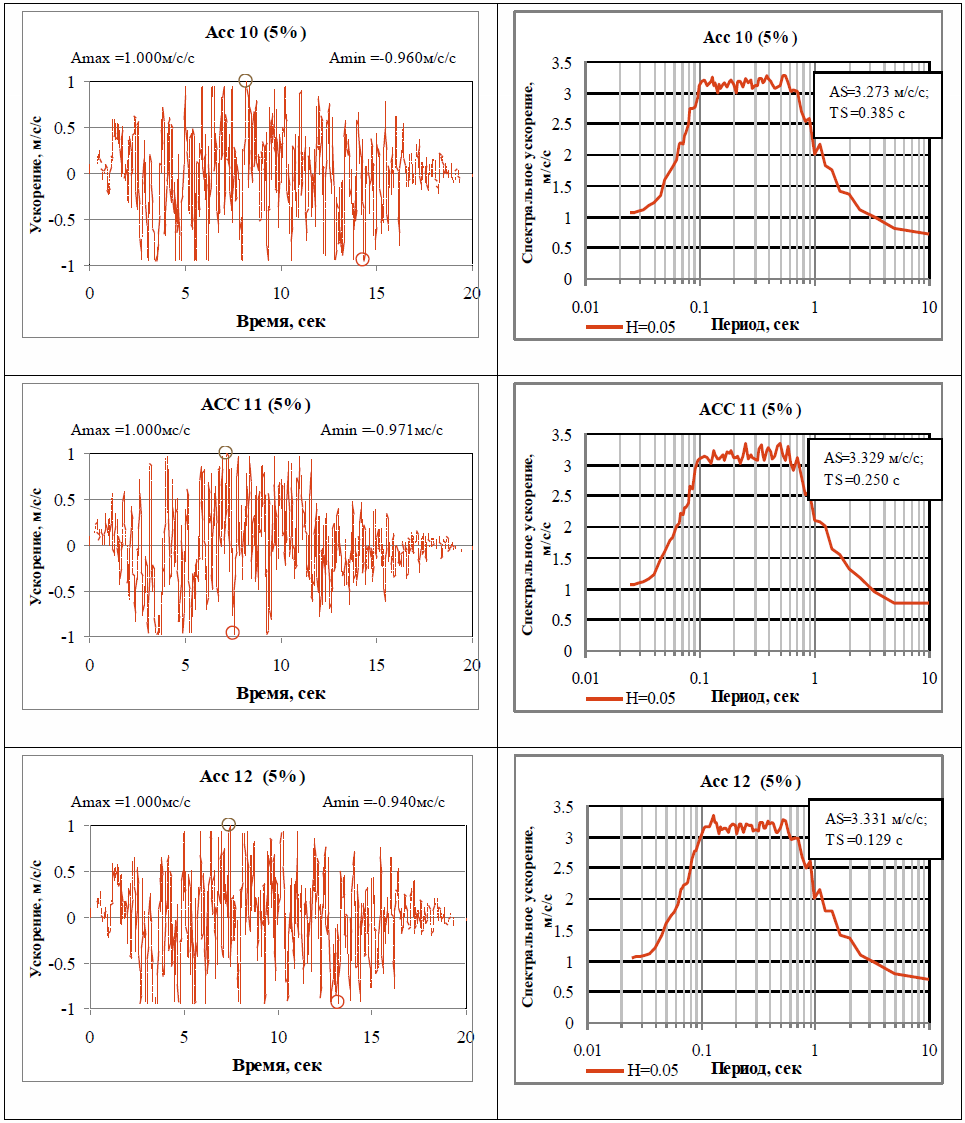 Acc 10 (5%)
Amax =1.000м/с/с Amin =-0.960м/с/с
Ускорение, м/с/с
1
0.5
0
-0.5
-1
0 5 10 15 20
Время, сек
Acc 10 (5%)
AS=3.273 м/с/с;
TS=0.385 с
Спектральное ускорение,
м/с/с
3.5
3
2.5
2
1.5
1
0.5
0
0.01 0.1 1 10
H=0.05 Период, сек
АСС 11 (5%)
Amax =1.000мс/с Amin =-0.971мс/с
Ускорение, м/с/с
1
0.5
0
-0.5
-1
0 5 10 15 20
Время, сек
АСС 11 (5%)
AS=3.329 м/с/с;
TS=0.250 с
Спектральное ускорение,
м/с/с
3.5
3
2.5
2
1.5
1
0.5
0
0.01 0.1 1 10
H=0.05 Период, сек
Acc 12 (5%)
Amax =1.000мс/с Amin =-0.940мс/с
Ускорение, м/с/с
1
0.5
0
-0.5
-1
0 5 10 15 20
Время, сек
Acc 12 (5%)
AS=3.331 м/с/с;
TS=0.129 с
Спектральное ускорение,
м/с/с
3.5
3
2.5
2
1.5
1
0.5
0
0.01 0.1 1 10
H=0.05 Период, сек